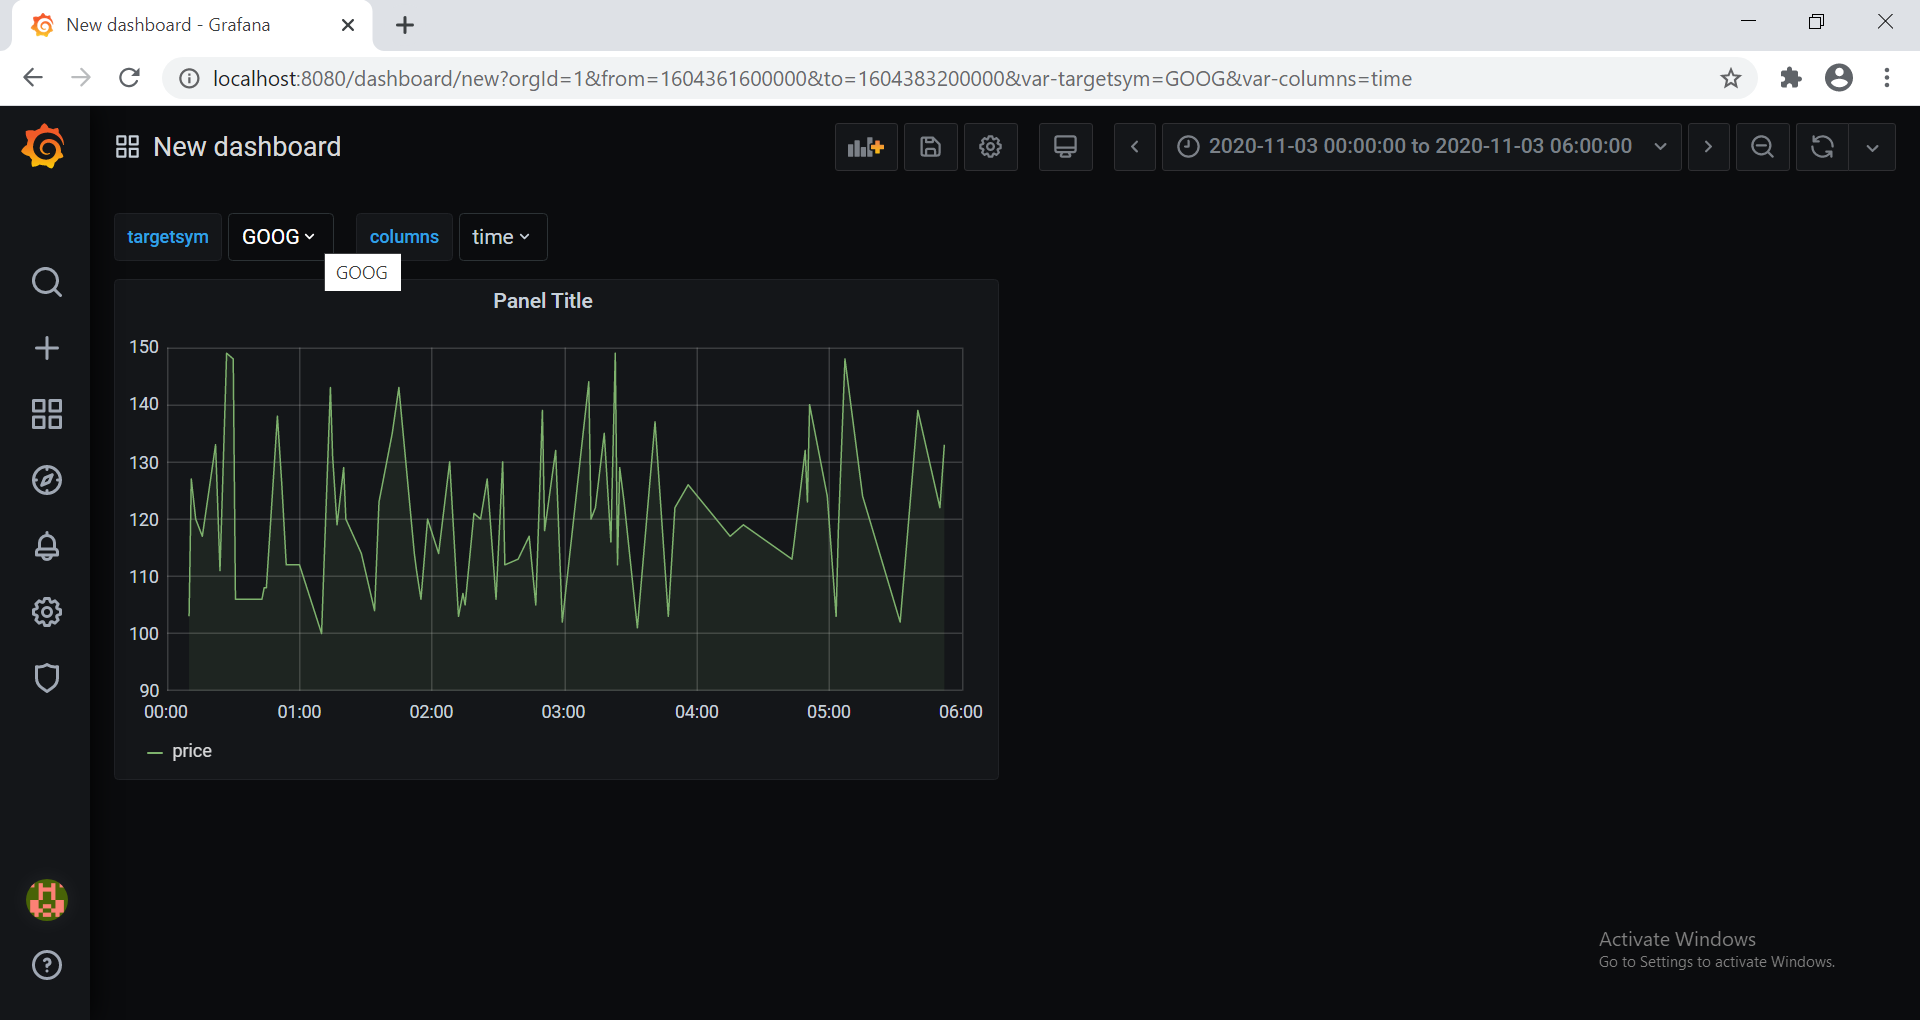 New dashboard - Grafana
localhost:8080/dashboard/new?orgId=1&from=1604361600000&to=1604383200000&var-targetsym=GOOG&var-columns=time
New dashboard
2020-11-03 00:00:00 to 2020-11-03 06:00:00
targetsym GOOG columns time
GOOG
Panel Title
150
140
130
120
110
100
90
00:00 01:00 02:00 03:00 04:00 05:00 06:00
price
Activate Windows
Go to Settings to activate Windows.